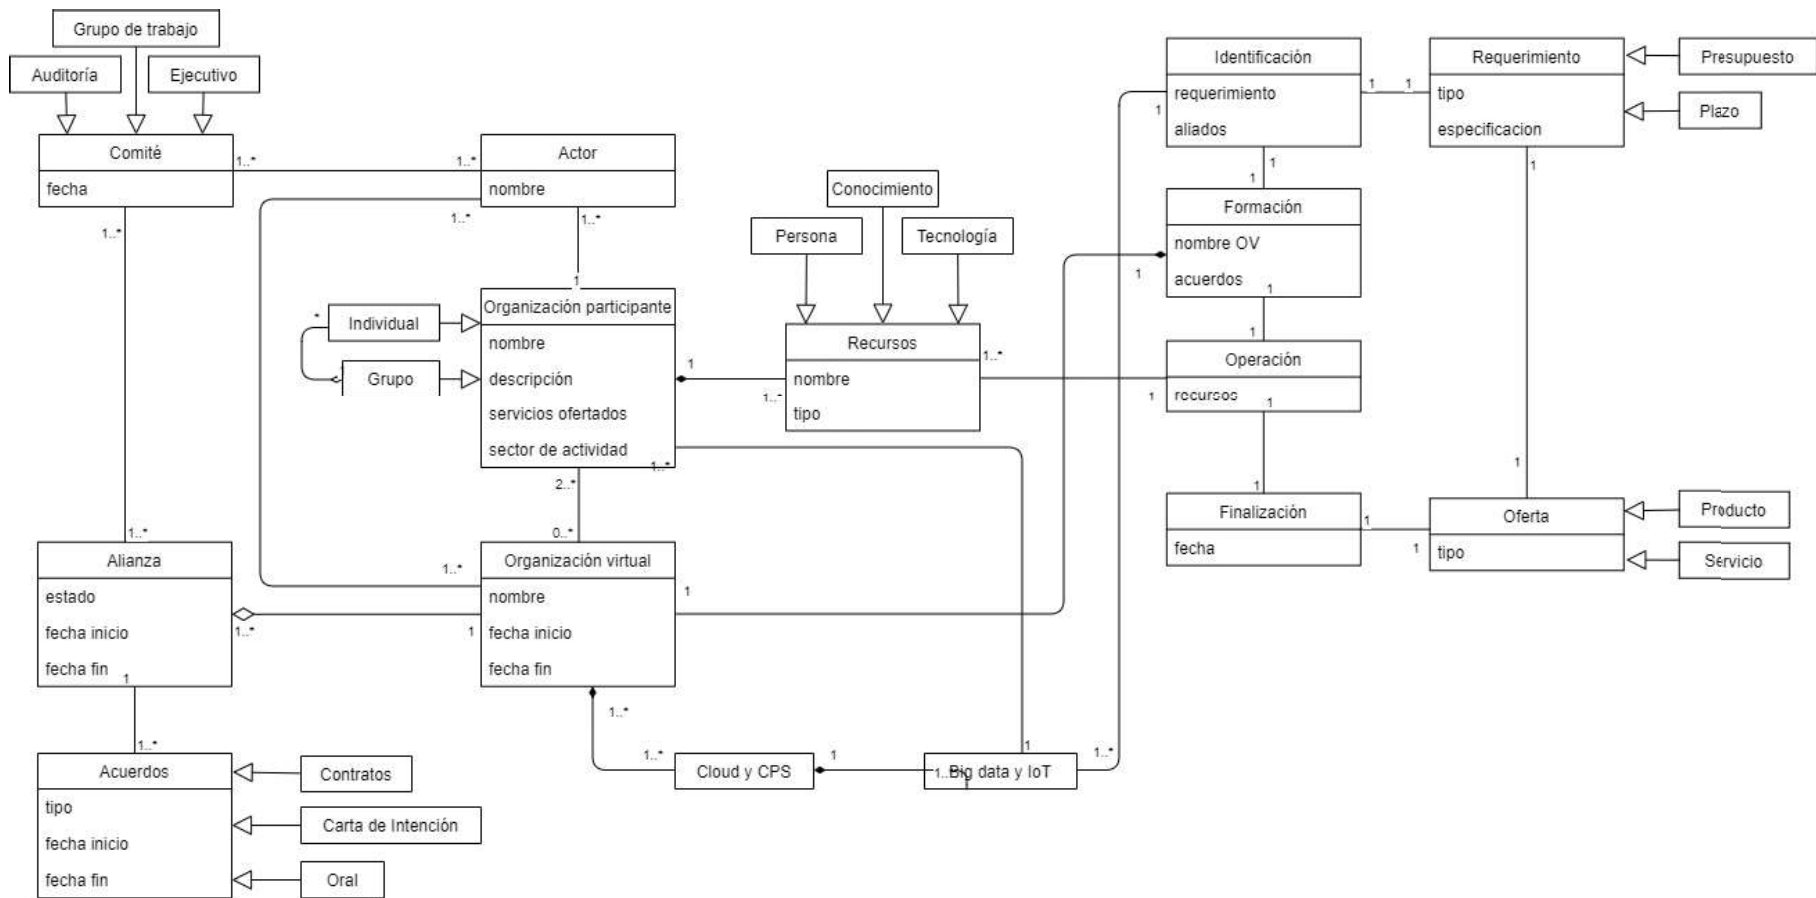 Grupo de trabajo
Auditoría
Ejecutivo
Comité
fecha
1..*
1..*
1..*
Actor
nombre
1..*
1..*
1
Organización participante
nombre
descripción
servicios ofertados
sector de actividad
1..*
2..*
Individual
*
Grupo
1
1..*
Conocimiento
Persona
Tecnología
Recursos
nombre
tipo
1..*
1
Identificación
requerimiento
aliados
1
1
1
1
Requerimiento
tipo
especificacion
1
Presupuesto
Plazo
1
Formación
nombre OV
acuerdos
1
1
1
Operación
recursos
1
1
Finalización
fecha
1
1
1
Oferta
tipo
Producto
Servicio
1..*
Alianza
estado
fecha inicio
fecha fin
1
1..*
1
0..*
1..*
Organización virtual
nombre
fecha inicio
fecha fin
1
1..*
1..*
Cloud y CPS
1
1..*
Big data y IoT
1
1..*
1..*
Acuerdos
tipo
fecha inicio
fecha fin
Contratos
Carta de Intención
Oral